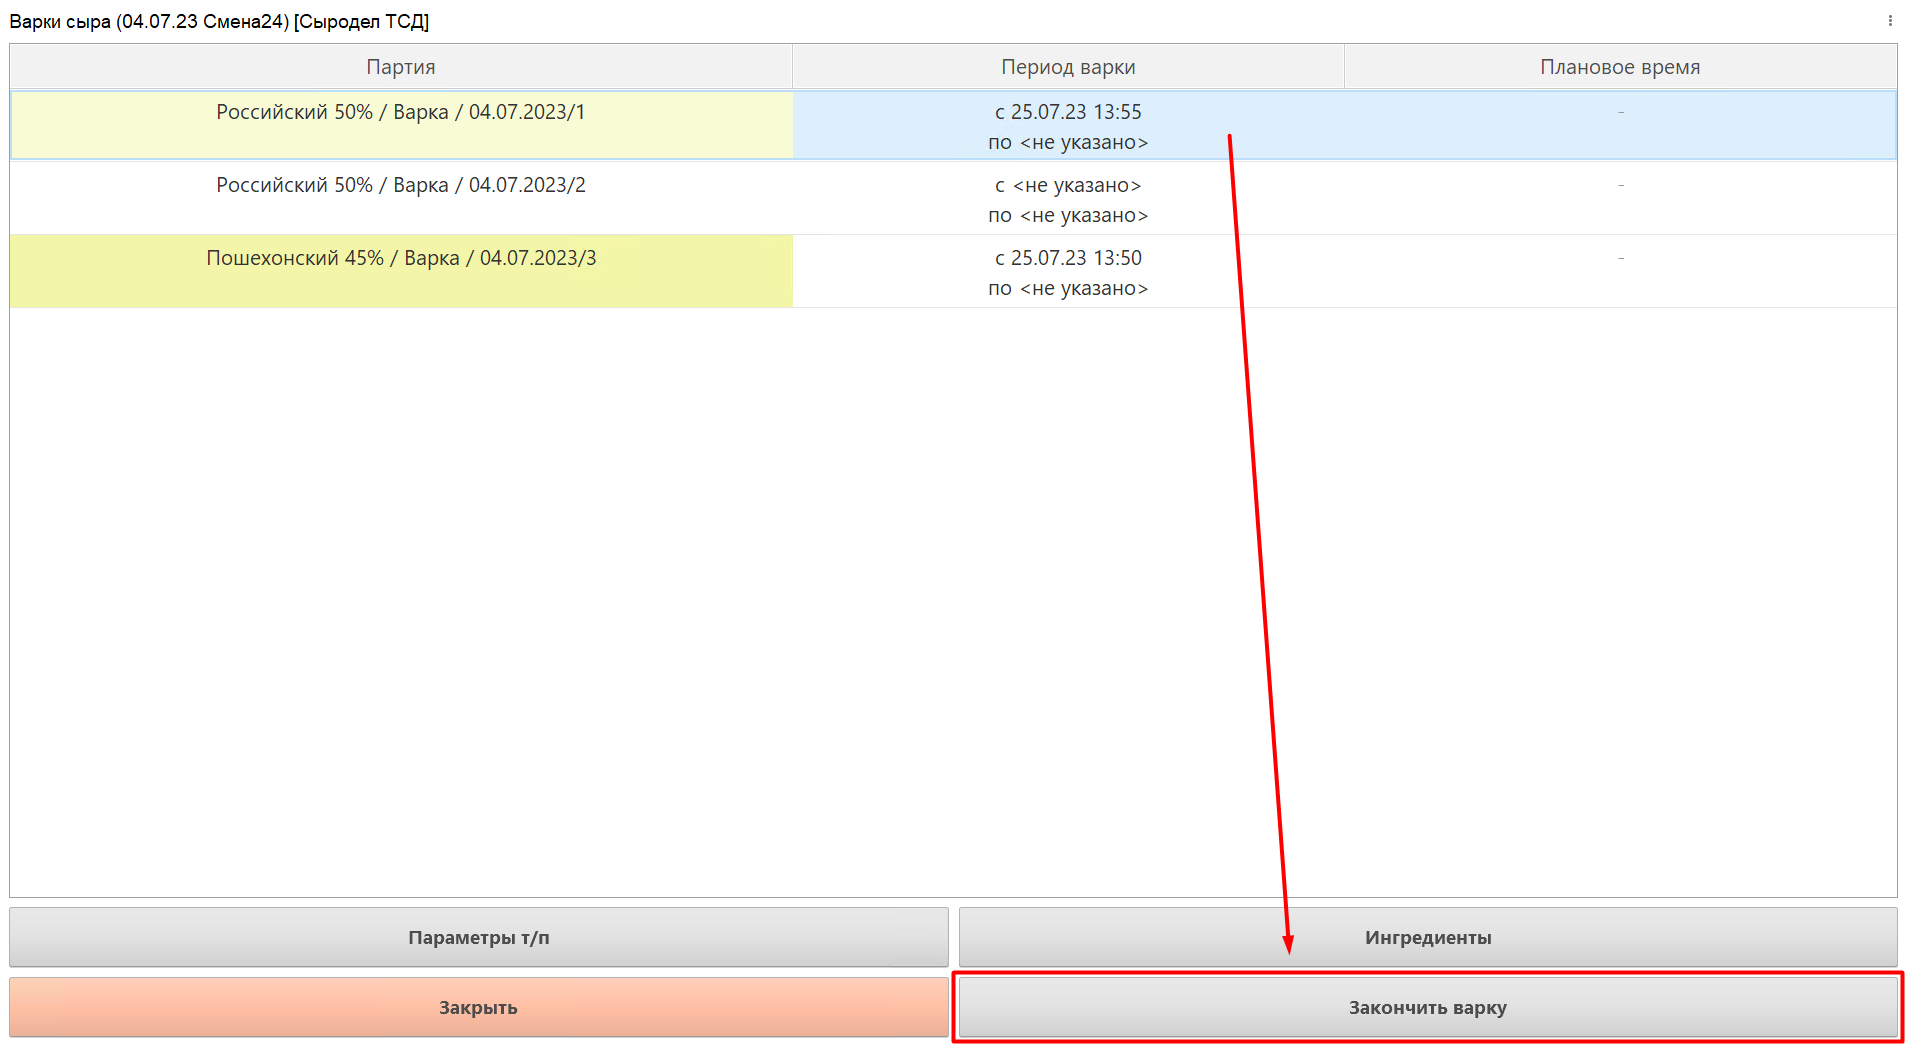 Варки сыра (04.07.23 Смена24) [Сыродел ТСД]
Партия Период варки Плановое время
Российский 50% / Варка / 04.07.2023/1 с 25.07.23 13:55 -
по <не указано>
Российский 50% / Варка / 04.07.2023/2 с <не указано> -
по <не указано>
Пошехонский 45% / Варка / 04.07.2023/3 с 25.07.23 13:50 -
по <не указано>
Параметры т/п Ингредиенты
Закрыть Закончить варку